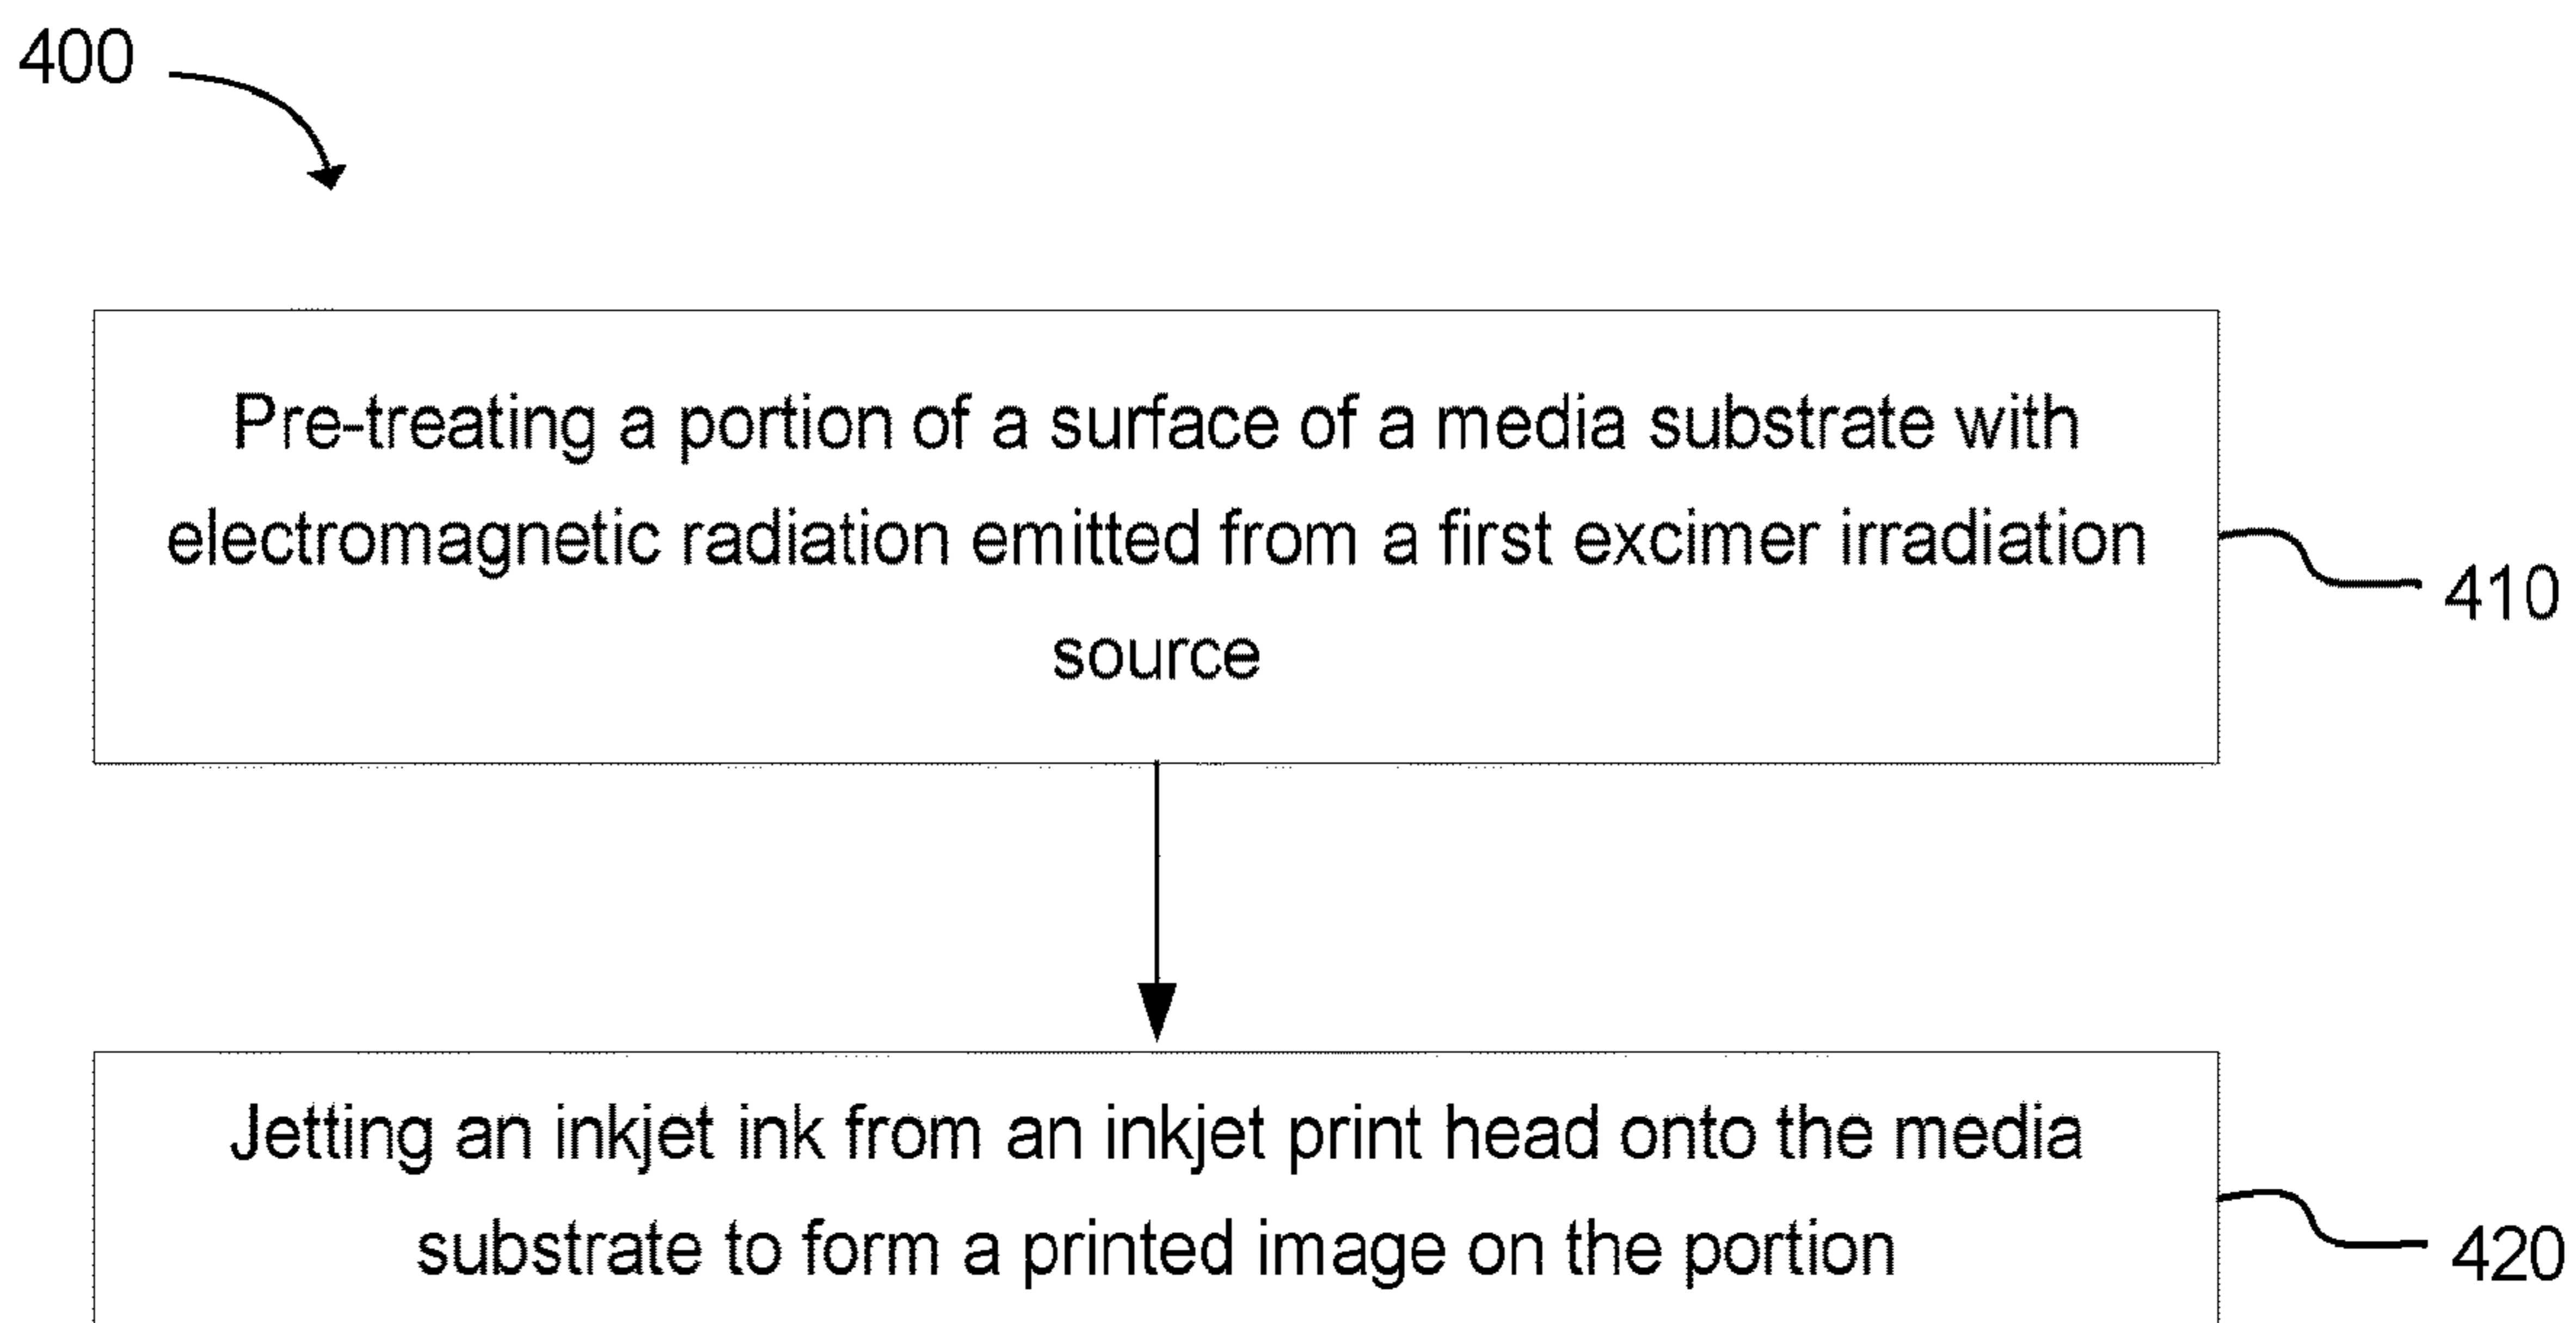 400
Pre-treating a portion of a surface of a media substrate with
electromagnetic radiation emitted from a first excimer irradiation
source
410
Jetting an inkjet ink from an inkjet print head onto the media
substrate to form a printed image on the portion
420